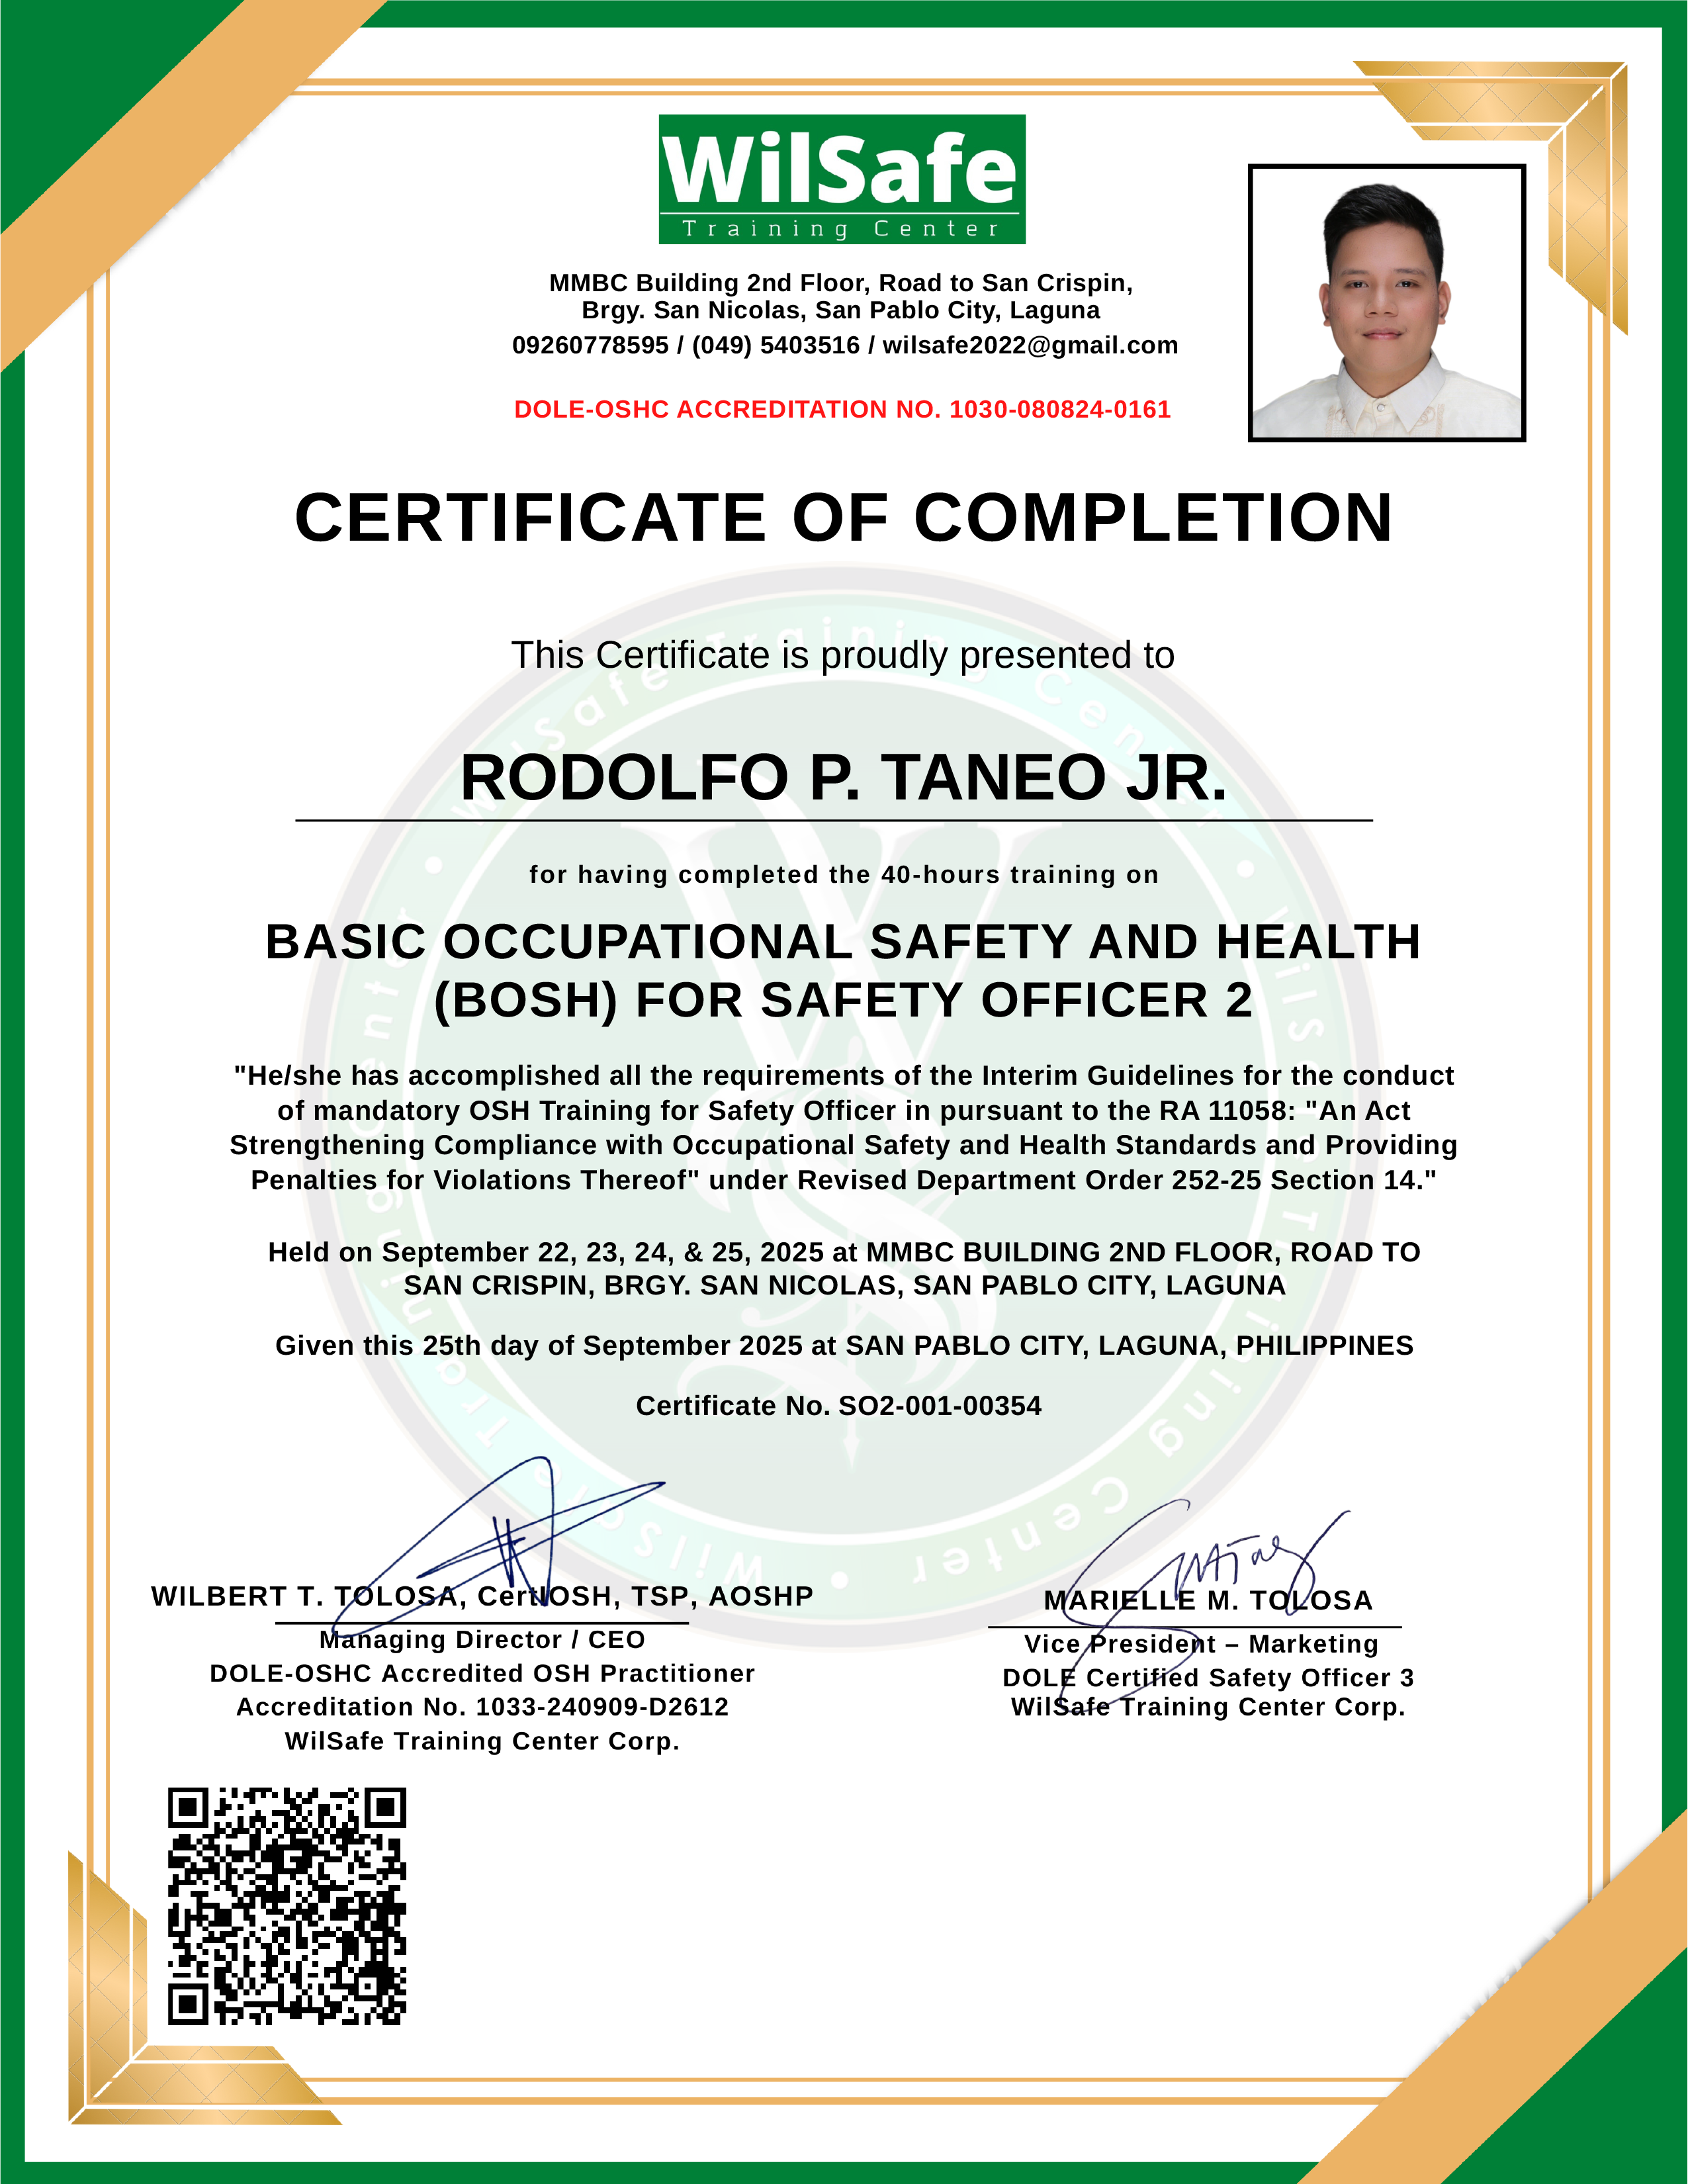 WilSafe
Training Center
MMBC Building 2nd Floor, Road to San Crispin,
Brgy. San Nicolas, San Pablo City, Laguna
09260778595 / (049) 5403516 / wilsafe2022@gmail.com
DOLE-OSHC ACCREDITATION NO. 1030-080824-0161
CERTIFICATE OF COMPLETION
This Certificate is proudly presented to
RODOLFO P. TANEO JR.
for having completed the 40-hours training on
BASIC OCCUPATIONAL SAFETY AND HEALTH
(BOSH) FOR SAFETY OFFICER 2
"He/she has accomplished all the requirements of the Interim Guidelines for the conduct
of mandatory OSH Training for Safety Officer in pursuant to the RA 11058: "An Act
Strengthening Compliance with Occupational Safety and Health Standards and Providing
Penalties for Violations Thereof" under Revised Department Order 252-25 Section 14."
Held on September 22, 23, 24, & 25, 2025 at MMBC BUILDING 2ND FLOOR, ROAD TO
SAN CRISPIN, BRGY. SAN NICOLAS, SAN PABLO CITY, LAGUNA
Given this 25th day of September 2025 at SAN PABLO CITY, LAGUNA, PHILIPPINES
Certificate No. SO2-001-00354
WILBERT T. TOLOSA, CertIOSH, TSP, AOSHP
Managing Director / CEO
DOLE-OSHC Accredited OSH Practitioner
Accreditation No. 1033-240909-D2612
WilSafe Training Center Corp.
MARIELLE M. TOLOSA
Vice President – Marketing
DOLE Certified Safety Officer 3
WilSafe Training Center Corp.
WilSafe Training Center • WilSafe Training Center • WilSafe Training Center •